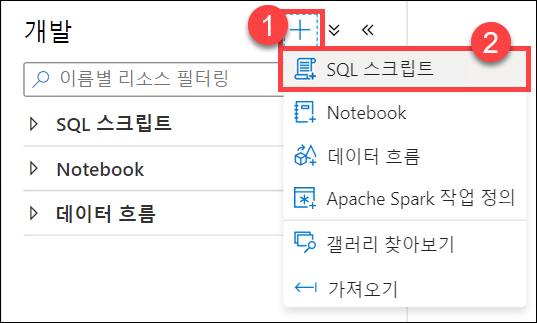 개발
1
2
이름별 리소스 필터링
SQL 스크립트
Notebook
데이터 흐름
SQL 스크립트
Notebook
데이터 흐름
Apache Spark 작업 정의
갤러리 찾아보기
가져오기